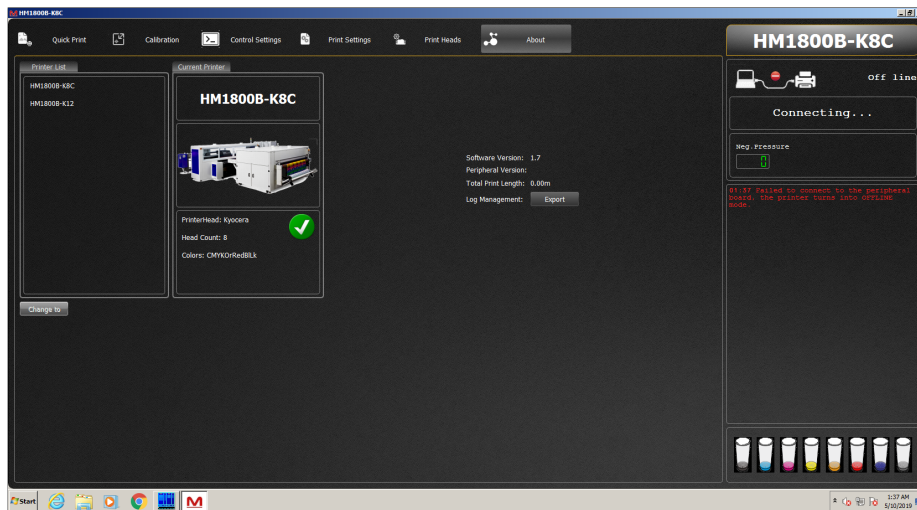 HM1800B-K8C
Quick Print
Calibration
Control Settings
Print Settings
Print Heads
About
HM1800B-K8C
Printer List
HM1800B-K8C
HM1800B-K12
Current Printer
HM1800B-K8C
PrinterHead: Kyocera
Head Count: 8
Colors: CMYKOrRedBlLk
Change to
Software Version: 1.7
Peripheral Version:
Total Print Length: 0.00m
Log Management: Export
Off line
Connecting...
Neg.Pressure
0
01:37 Failed to connect to the peripheral
board, the printer turns into OFFLINE
mode.
Start
1:37 AM
5/10/2019